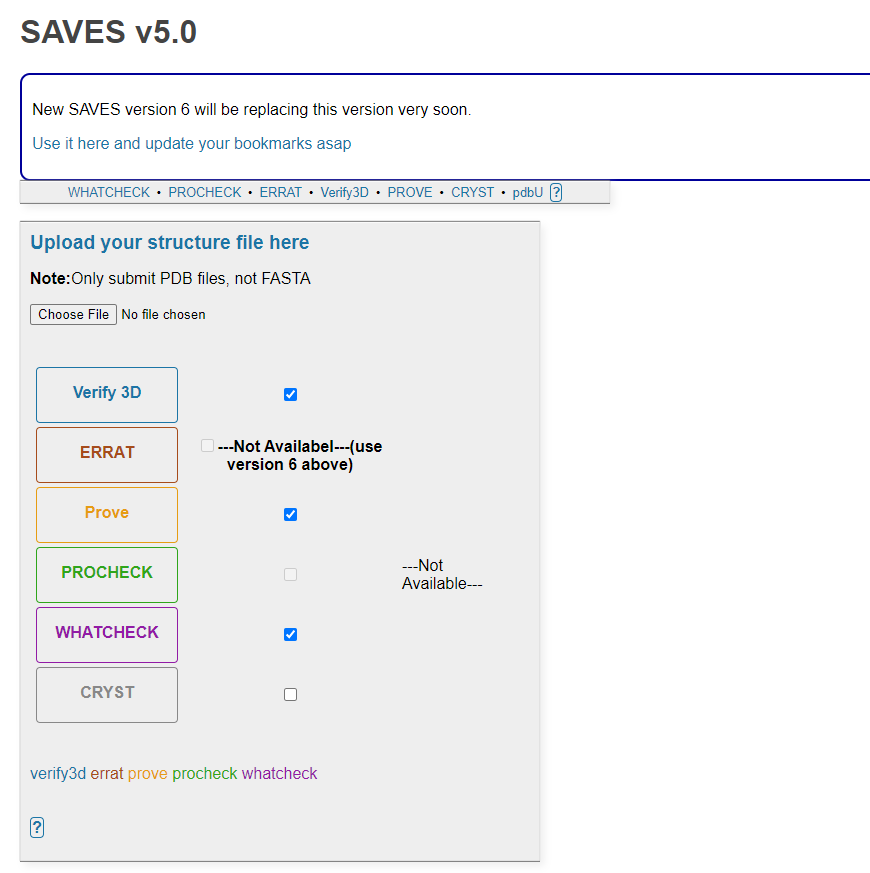 SAVES v5.0
New SAVES version 6 will be replacing this version very soon.
Use it here and update your bookmarks asap
WHATCHECK • PROCHECK • ERRAT • Verify3D • PROVE • CRYST • pdbU ?
Upload your structure file here
Note:Only submit PDB files, not FASTA
Choose File No file chosen
Verify 3D
ERRAT
---Not Availabel---(use
version 6 above)
Prove
PROCHECK
---Not
Available---
WHATCHECK
CRYST
verify3d errat prove procheck whatcheck
?